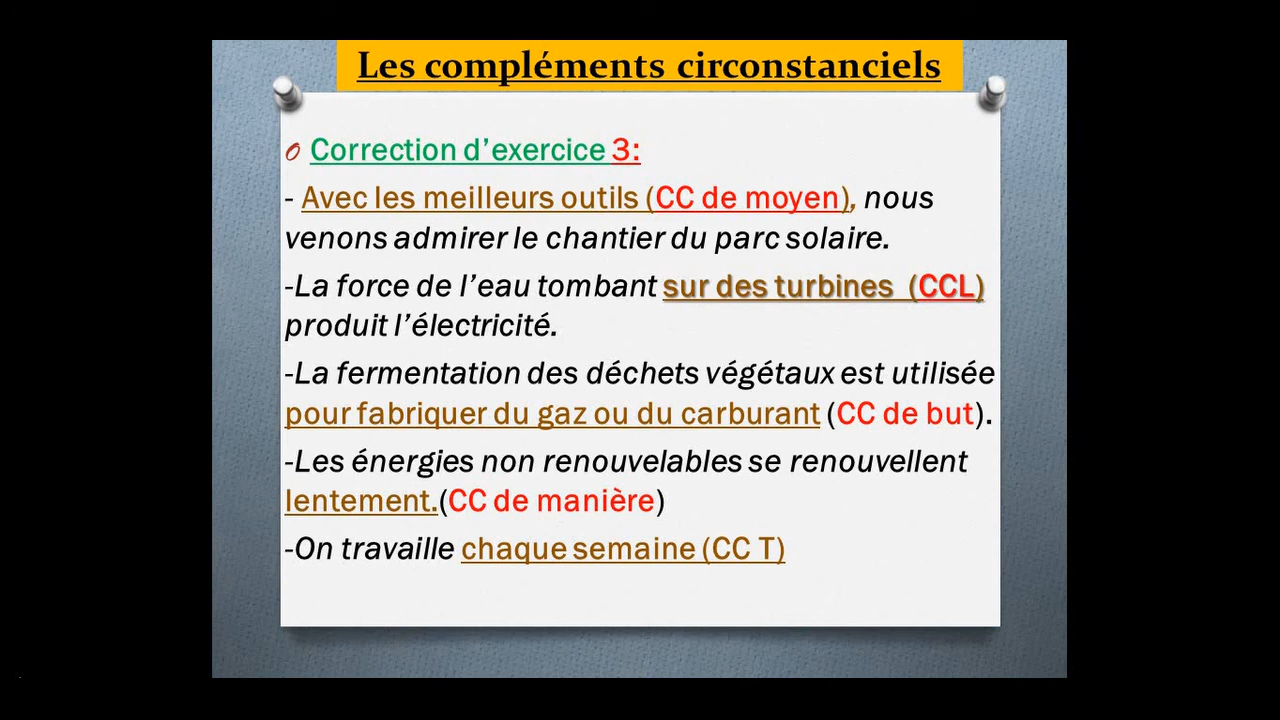 Les compléments circonstanciels
Correction d’exercice 3:
- Avec les meilleurs outils (CC de moyen), nous
venons admirer le chantier du parc solaire.
-La force de l’eau tombant sur des turbines (CCL)
produit l’électricité.
-La fermentation des déchets végétaux est utilisée
pour fabriquer du gaz ou du carburant (CC de but).
-Les énergies non renouvelables se renouvellent
lentement.(CC de manière)
-On travaille chaque semaine (CC T)